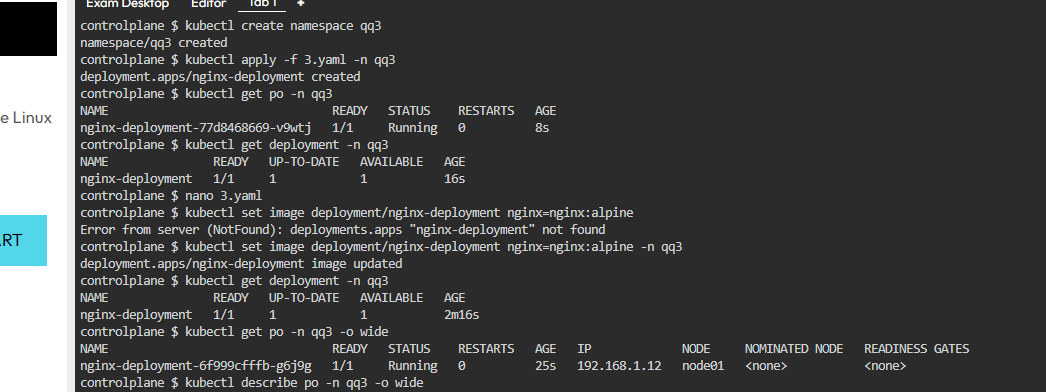 Exam Desktop Editor Tab 1 +
controlplane $ kubectl create namespace qq3
namespace/qq3 created
controlplane $ kubectl apply -f 3.yaml -n qq3
deployment.apps/nginx-deployment created
controlplane $ kubectl get po -n qq3
NAME READY STATUS RESTARTS AGE
nginx-deployment-77d8468669-v9wtj 1/1 Running 0 8s
controlplane $ kubectl get deployment -n qq3
NAME READY UP-TO-DATE AVAILABLE AGE
nginx-deployment 1/1 1 1 16s
controlplane $ nano 3.yaml
controlplane $ kubectl set image deployment/nginx-deployment nginx=nginx:alpine
Error from server (NotFound): deployments.apps "nginx-deployment" not found
controlplane $ kubectl set image deployment/nginx-deployment nginx=nginx:alpine -n qq3
deployment.apps/nginx-deployment image updated
controlplane $ kubectl get deployment -n qq3
NAME READY UP-TO-DATE AVAILABLE AGE
nginx-deployment 1/1 1 1 2m16s
controlplane $ kubectl get po -n qq3 -o wide
NAME READY STATUS RESTARTS AGE IP NODE NOMINATED NODE READINESS GATES
nginx-deployment-6f999cfffb-g6j9g 1/1 Running 0 25s 192.168.1.12 node01 <none> <none>
controlplane $ kubectl describe po -n qq3 -o wide
e Linux
ART